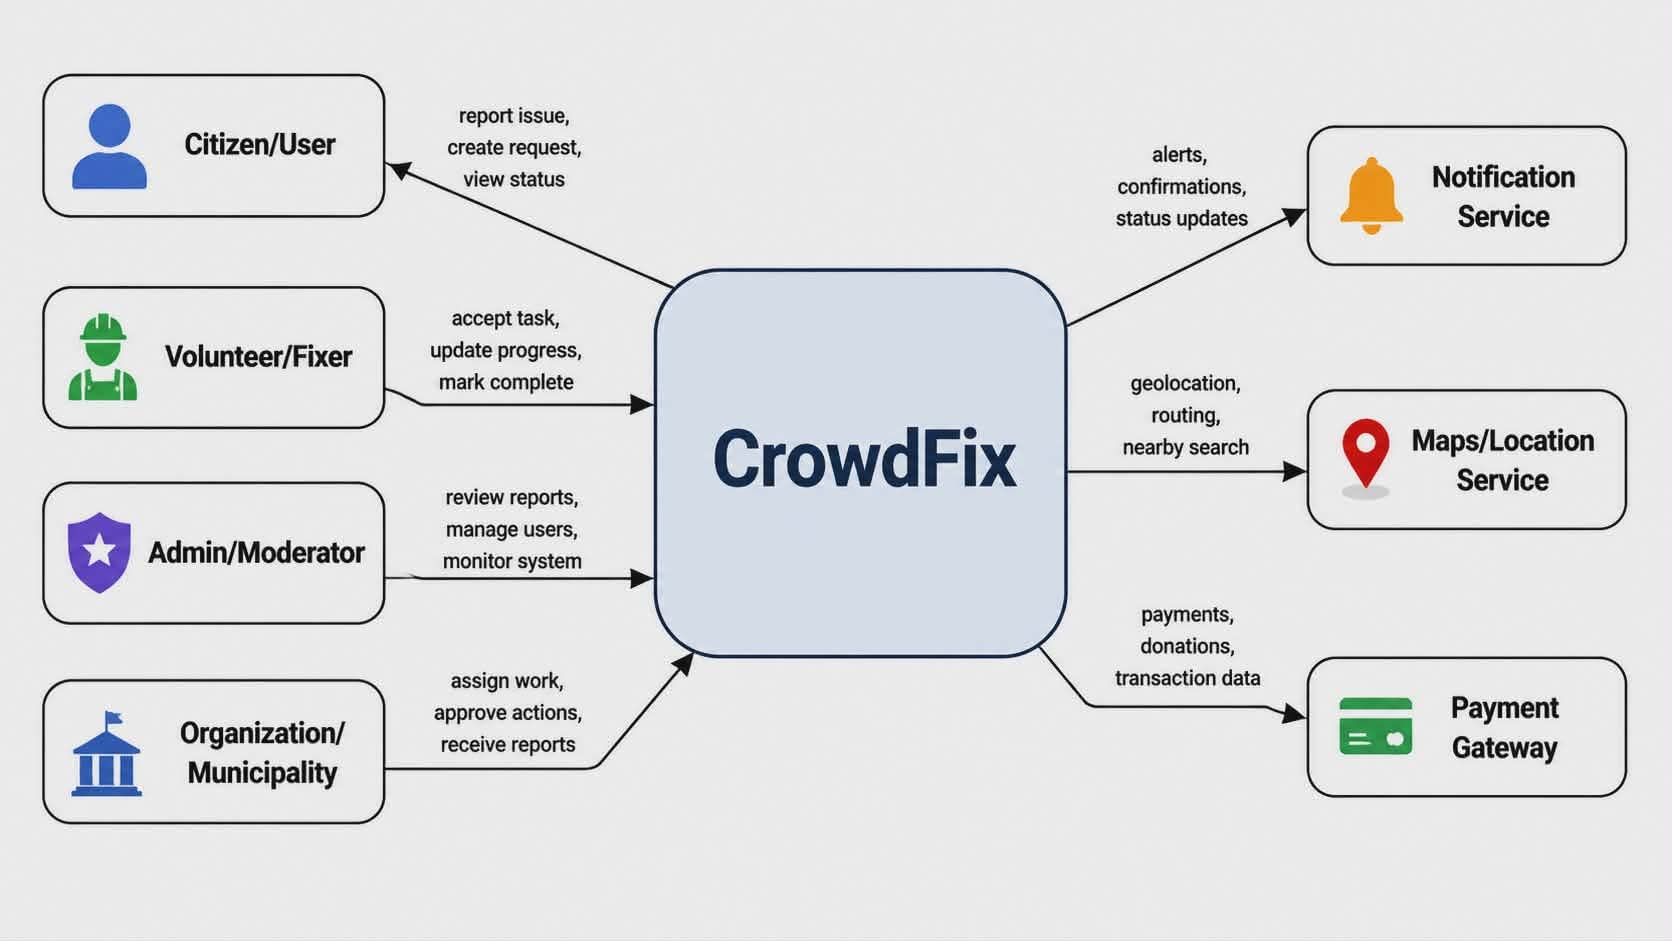 Citizen/User
report issue,
create request,
view status
Volunteer/Fixer
accept task,
update progress,
mark complete
Admin/Moderator
review reports,
manage users,
monitor system
Organization/
Municipality
assign work,
approve actions,
receive reports
CrowdFix
alerts,
confirmations,
status updates
Notification
Service
geolocation,
routing,
nearby search
Maps/Location
Service
payments,
donations,
transaction data
Payment
Gateway